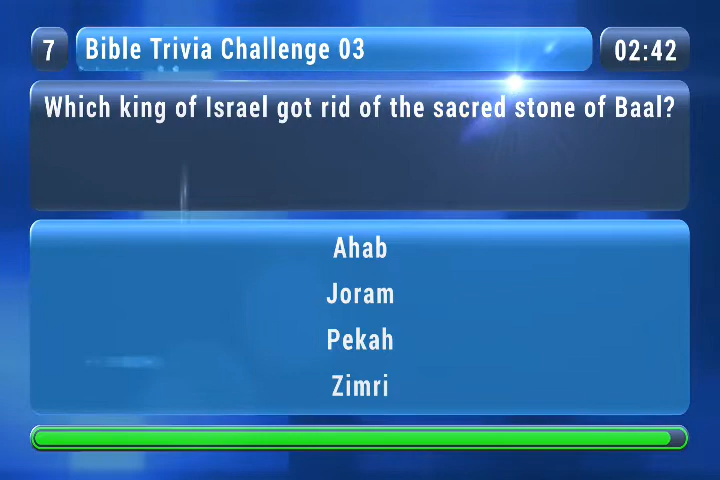 7
Bible Trivia Challenge 03
02:42
Which king of Israel got rid of the sacred stone of Baal?
Ahab
Joram
Pekah
Zimri